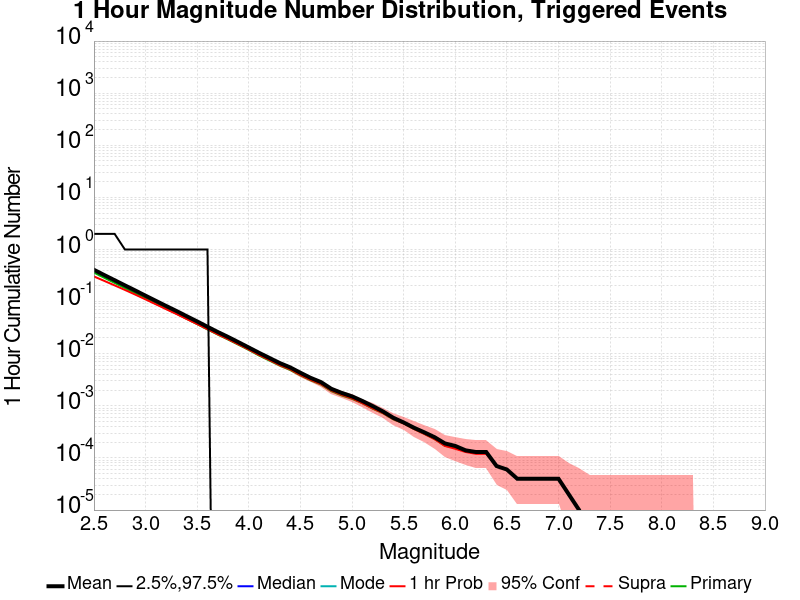 1 Hour Magnitude Number Distribution, Triggered Events
1 Hour Cumulative Number
10^4
10^3
10^2
10^1
10^0
10^-1
10^-2
10^-3
10^-4
10^-5
2.5 3.0 3.5 4.0 4.5 5.0 5.5 6.0 6.5 7.0 7.5 8.0 8.5 9.0
Magnitude
Mean 2.5%,97.5% Median Mode 1 hr Prob 95% Conf Supra Primary